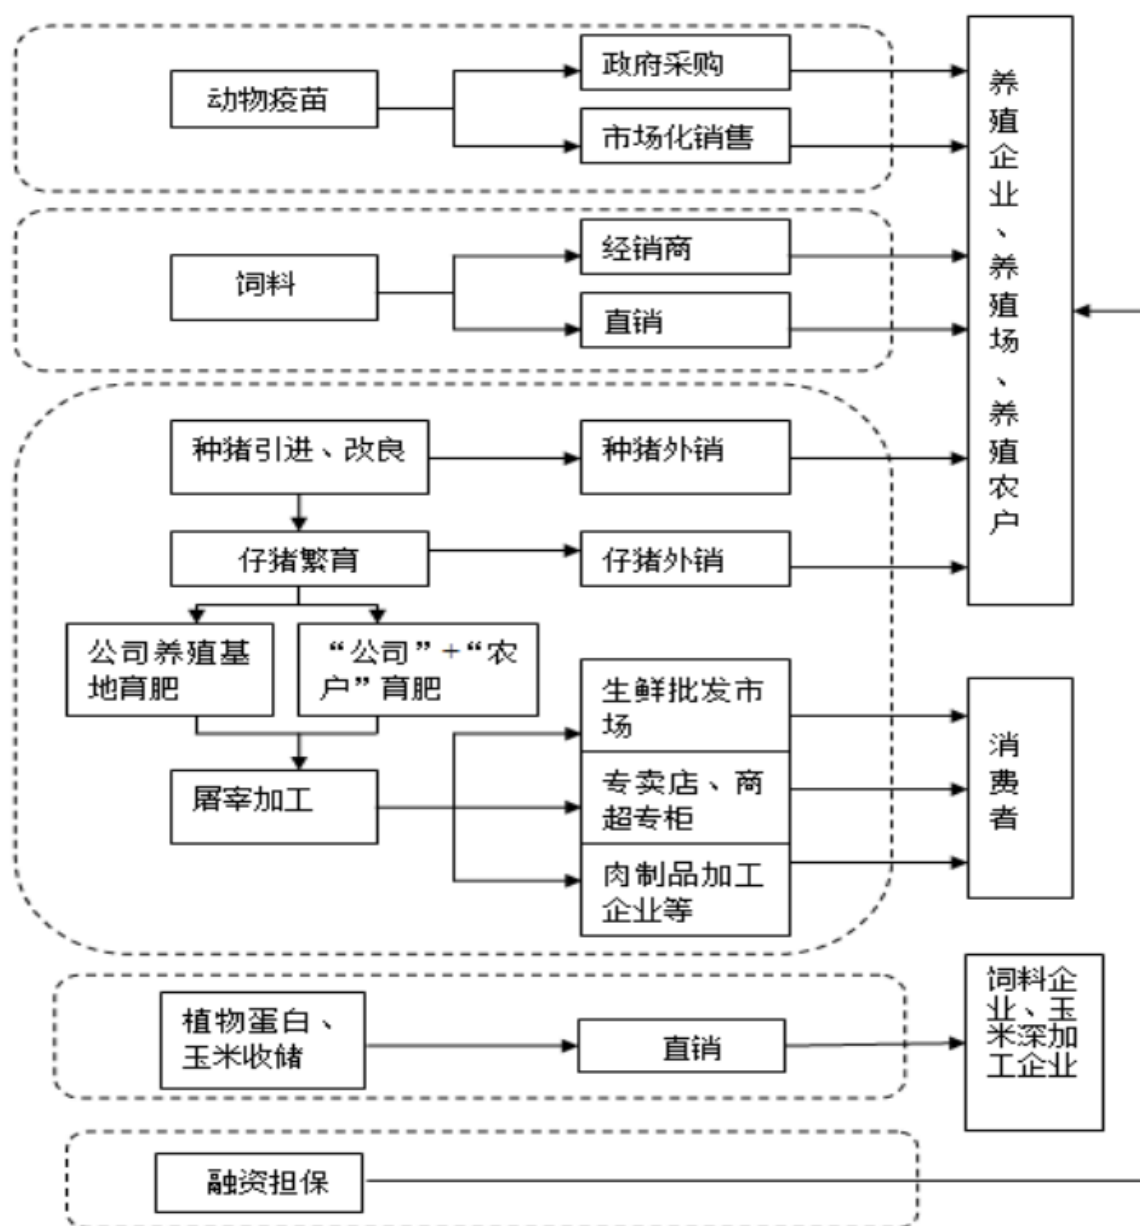 动物疫苗
政府采购
市场化销售
养
殖
企
业
、
养
殖
场
、
养
殖
农
户
饲料
经销商
直销
种猪引进、改良
种猪外销
仔猪繁育
仔猪外销
公司养殖基
地育肥
“公司”+“农
户”育肥
生鲜批发市
场
屠宰加工
专卖店、商
超专柜
肉制品加工
企业等
消
费
者
植物蛋白、
玉米收储
直销
饲料企
业、玉
米深加
工企业
融资担保